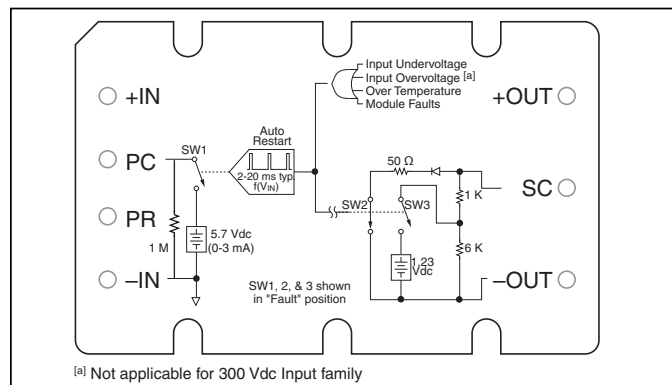 Input Undervoltage
Input Overvoltage [a]
Over Temperature
Module Faults
+IN
+OUT
Auto
Restart
SW1
PC
2-20 ms typ.
f(VIN)
50 Ω
SC
SW2
SW3
1 K
PR
5.7 Vdc
(0-3 mA)
1 M
6 K
1.23
Vdc
–IN
–OUT
SW1, 2, & 3 shown
in "Fault" position
[a] Not applicable for 300 Vdc Input family